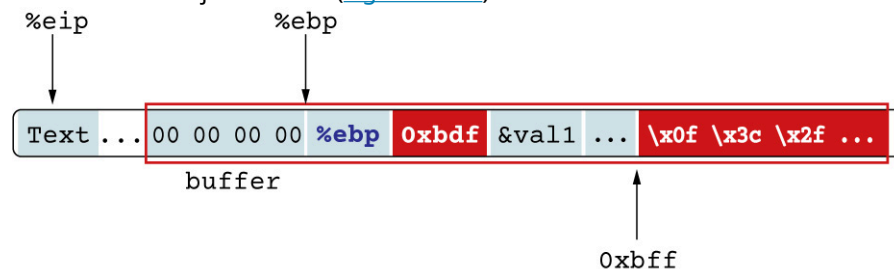 %eip %ebp
Text ... 00 00 00 00 %ebp 0xbdf &val1 ... \x0f \x3c \x2f ...
buffer
0xbff